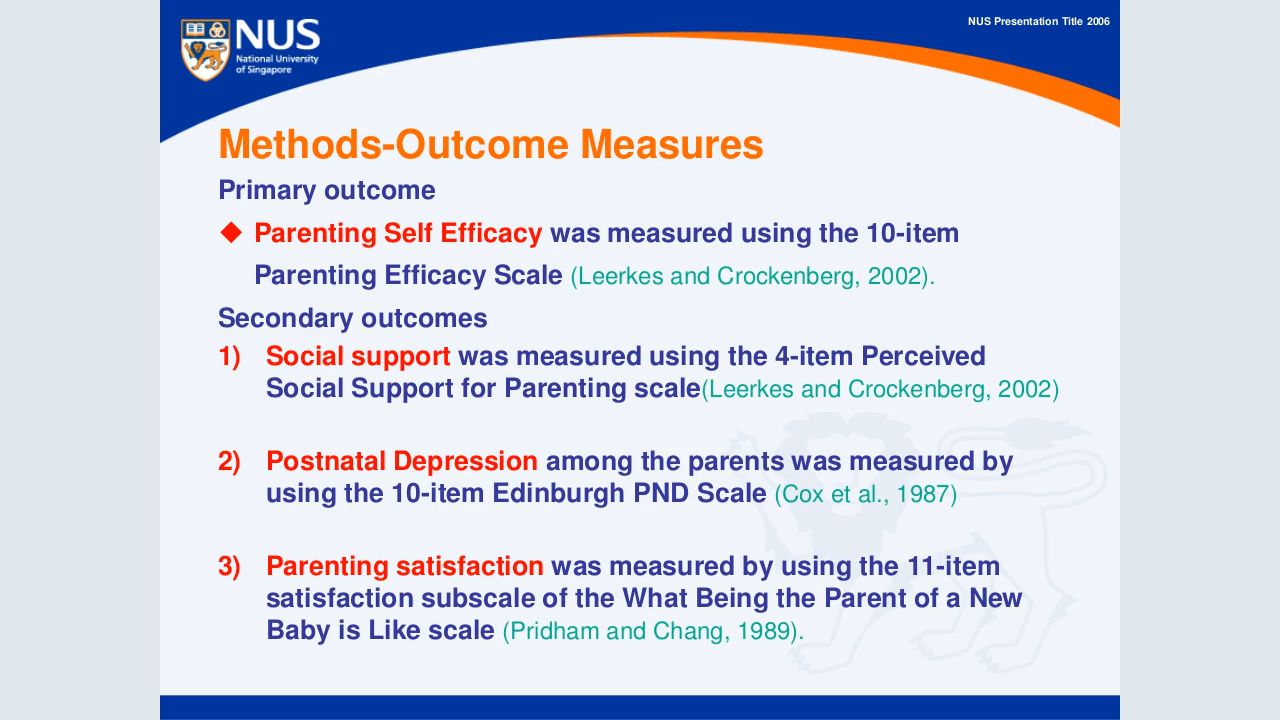 NUS Presentation Title 2006
NUS
National University
of Singapore
Methods-Outcome Measures
Primary outcome
◆ Parenting Self Efficacy was measured using the 10-item
Parenting Efficacy Scale (Leerkes and Crockenberg, 2002).
Secondary outcomes
1) Social support was measured using the 4-item Perceived
Social Support for Parenting scale(Leerkes and Crockenberg, 2002)
2) Postnatal Depression among the parents was measured by
using the 10-item Edinburgh PND Scale (Cox et al., 1987)
3) Parenting satisfaction was measured by using the 11-item
satisfaction subscale of the What Being the Parent of a New
Baby is Like scale (Pridham and Chang, 1989).